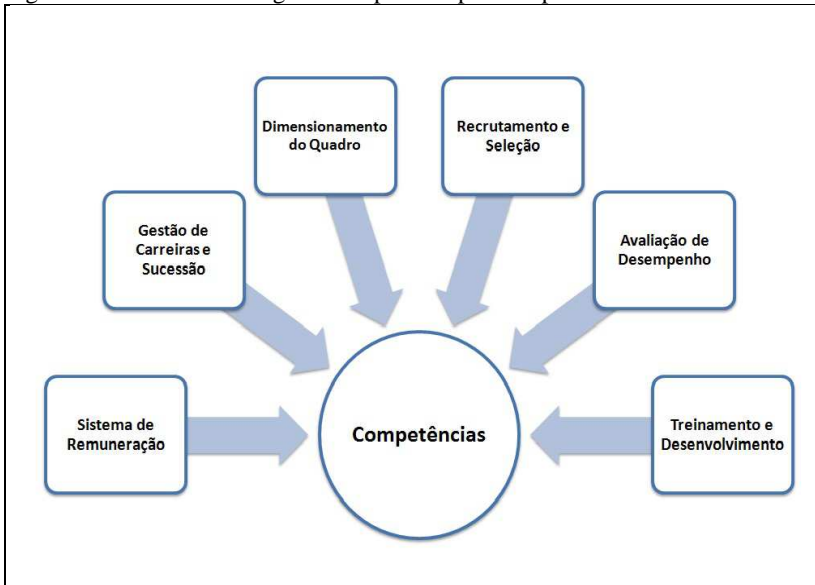 Dimensionamento
do Quadro
Recrutamento e
Seleção
Gestão de
Carreiras e
Sucessão
Avaliação de
Desempenho
Sistema de
Remuneração
Competências
Treinamento e
Desenvolvimento